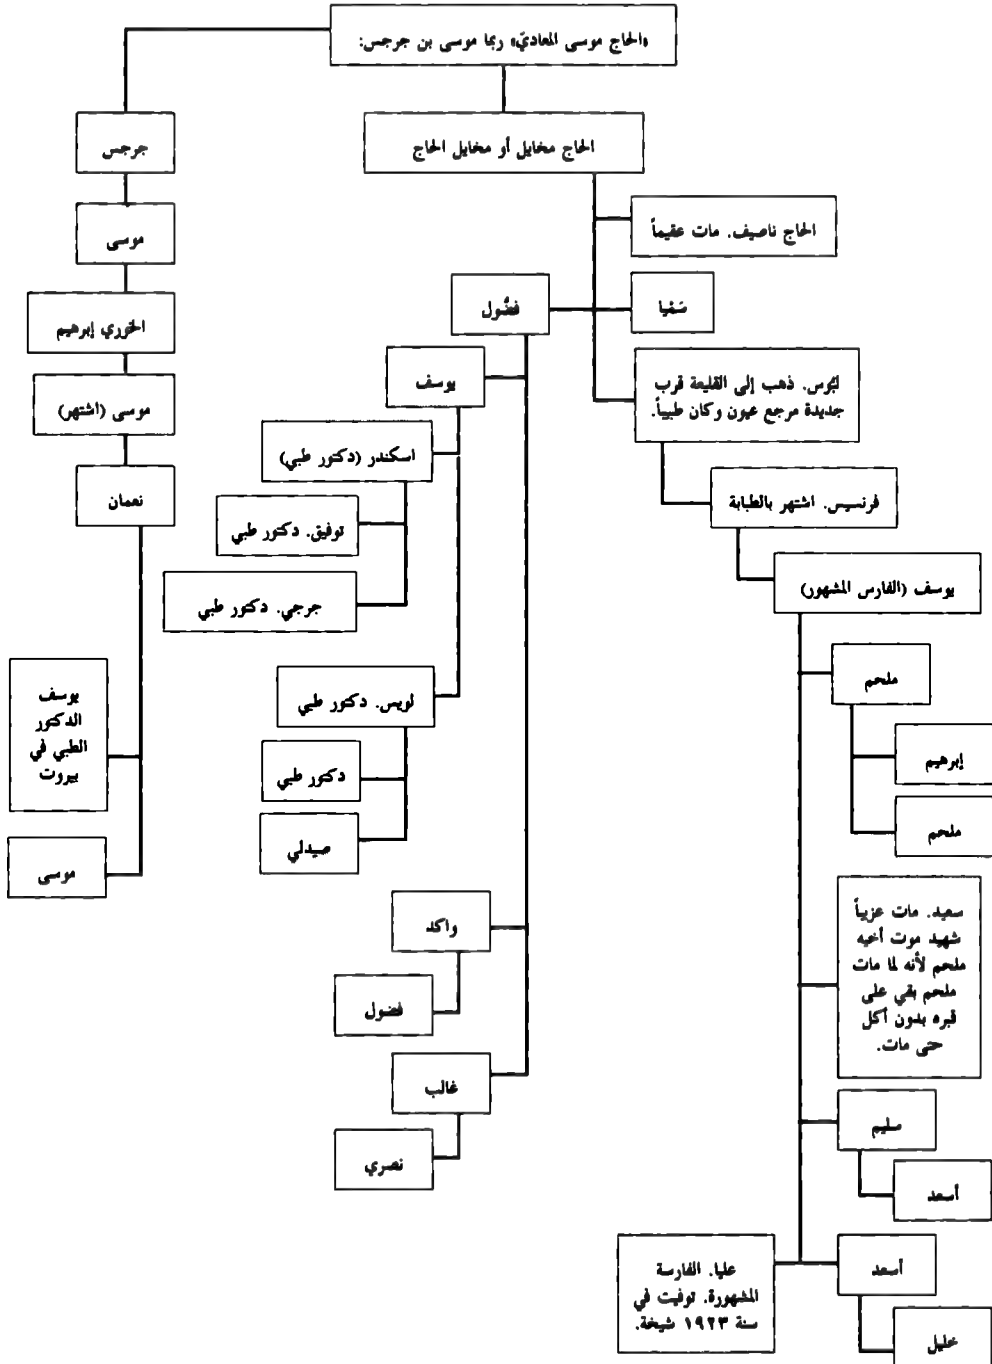 «الحاج موسى المعاديّ» ربما موسى بن جرجس:
جرجس
الحاج مخايل أو مخايل الحاج
موسى
الحاج ناصيف. مات عقيماً
الخوري إبرهيم
فضُّول
سَمْيا
موسى (اشتهر)
يوسف
لبّوس. ذهب إلى القليعة قرب
جديدة مرجع عيون وكان طبيباً.
نعمان
اسكندر (دكتور طبي)
فرنسيس. اشتهر بالطبابة
توفيق. دكتور طبي
جرجي. دكتور طبي
يوسف (الفارس المشهور)
يوسف
الدكتور
الطبي في
بيروت
لويس. دكتور طبي
ملحم
دكتور طبي
إبرهيم
صيدلي
ملحم
موسى
واكد
سعيد. مات عزيباً
شهيد موت أخيه
ملحم لأنه لما مات
ملحم بقي على
قبره بدون أكل
حتى مات.
فضول
غالب
سليم
نصري
أسعد
عليا. الفارسة
المشهورة. توفيت في
سنة ١٩٢٣ شيخة.
أسعد
خليل